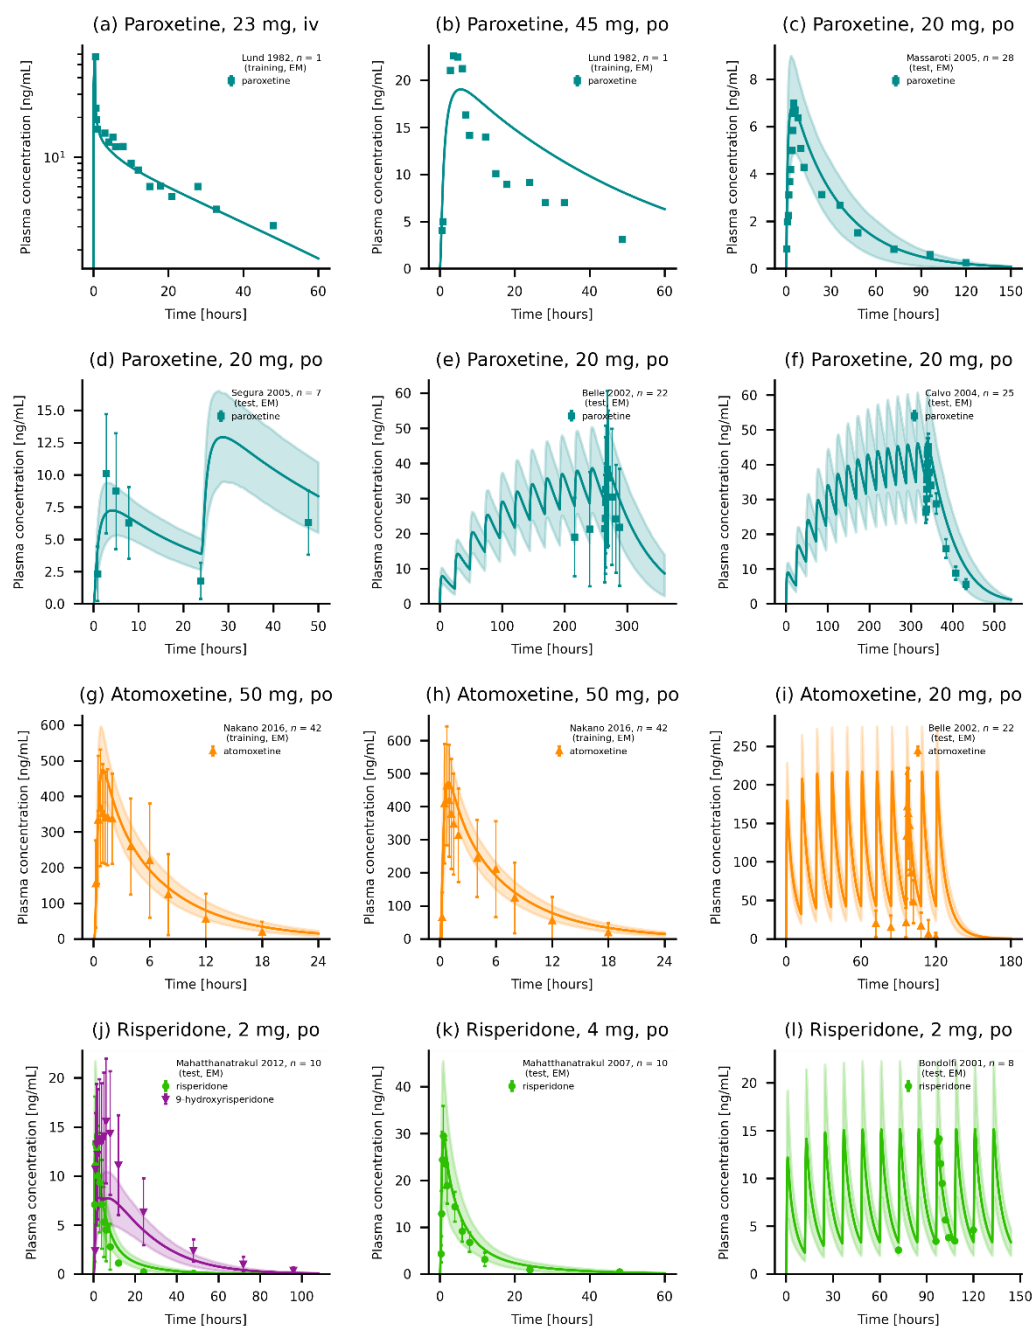 (a) Paroxetine, 23 mg, iv
Plasma concentration [ng/mL]
10¹
Lund 1982, n = 1
(training, EM)
paroxetine
0 20 40 60
Time [hours]
(b) Paroxetine, 45 mg, po
Plasma concentration [ng/mL]
20
15
10
5
0
Lund 1982, n = 1
(training, EM)
paroxetine
0 20 40 60
Time [hours]
(c) Paroxetine, 20 mg, po
Plasma concentration [ng/mL]
8
6
4
2
0
Massaroti 2005, n = 28
(test, EM)
paroxetine
0 30 60 90 120 150
Time [hours]
(d) Paroxetine, 20 mg, po
Plasma concentration [ng/mL]
15.0
12.5
10.0
7.5
5.0
2.5
0.0
Segura 2005, n = 7
(test, EM)
paroxetine
0 10 20 30 40 50
Time [hours]
(e) Paroxetine, 20 mg, po
Plasma concentration [ng/mL]
60
50
40
30
20
10
0
Belle 2002, n = 22
(test, EM)
paroxetine
0 100 200 300
Time [hours]
(f) Paroxetine, 20 mg, po
Plasma concentration [ng/mL]
60
50
40
30
20
10
0
Calvo 2004, n = 25
(test, EM)
paroxetine
0 100 200 300 400 500
Time [hours]
(g) Atomoxetine, 50 mg, po
Plasma concentration [ng/mL]
600
500
400
300
200
100
0
Nakano 2016, n = 42
(training, EM)
atomoxetine
0 6 12 18 24
Time [hours]
(h) Atomoxetine, 50 mg, po
Plasma concentration [ng/mL]
600
500
400
300
200
100
0
Nakano 2016, n = 42
(training, EM)
atomoxetine
0 6 12 18 24
Time [hours]
(i) Atomoxetine, 20 mg, po
Plasma concentration [ng/mL]
250
200
150
100
50
0
Belle 2002, n = 22
(test, EM)
atomoxetine
0 60 120 180
Time [hours]
(j) Risperidone, 2 mg, po
Plasma concentration [ng/mL]
20
15
10
5
0
Mahatthanatrakul 2012, n = 10
(test, EM)
risperidone
9-hydroxyrisperidone
0 20 40 60 80 100
Time [hours]
(k) Risperidone, 4 mg, po
Plasma concentration [ng/mL]
40
30
20
10
0
Mahatthanatrakul 2007, n = 10
(test, EM)
risperidone
0 20 40 60
Time [hours]
(l) Risperidone, 2 mg, po
Plasma concentration [ng/mL]
20
15
10
5
0
Bondolfi 2001, n = 8
(test, EM)
risperidone
0 30 60 90 120 150
Time [hours]